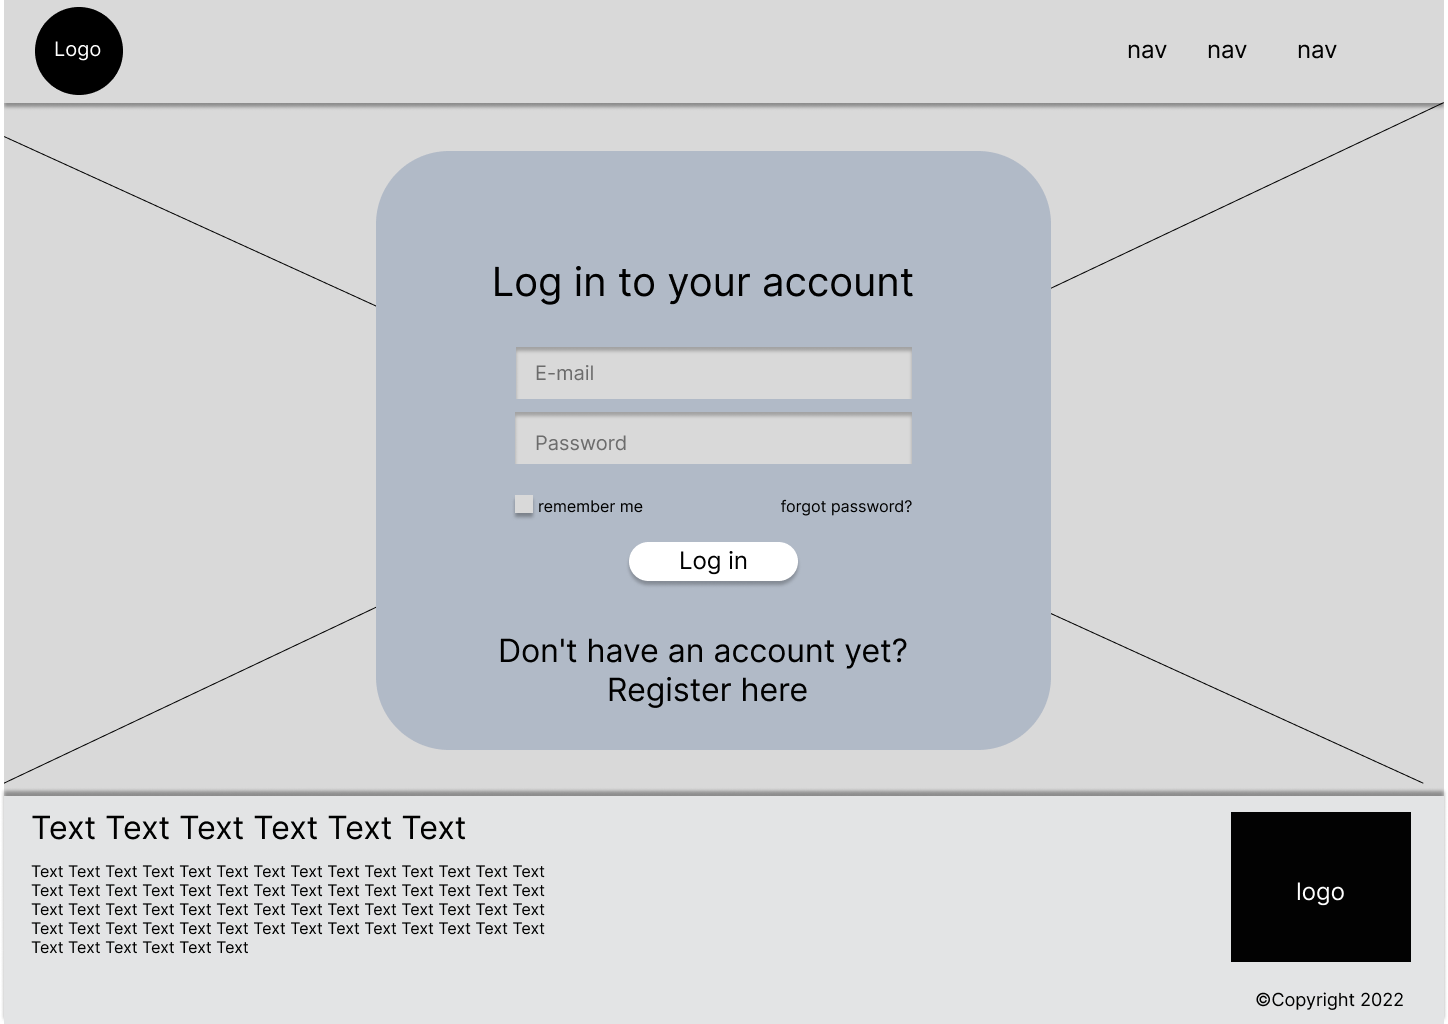 Logo
nav nav nav
Log in to your account
E-mail
Password
remember me forgot password?
Log in
Don't have an account yet?
Register here
Text Text Text Text Text Text
Text Text Text Text Text Text Text Text Text Text Text Text Text Text
Text Text Text Text Text Text Text Text Text Text Text Text Text Text
Text Text Text Text Text Text Text Text Text Text Text Text Text Text
Text Text Text Text Text Text Text Text Text Text Text Text Text Text
Text Text Text Text Text Text
logo
©Copyright 2022